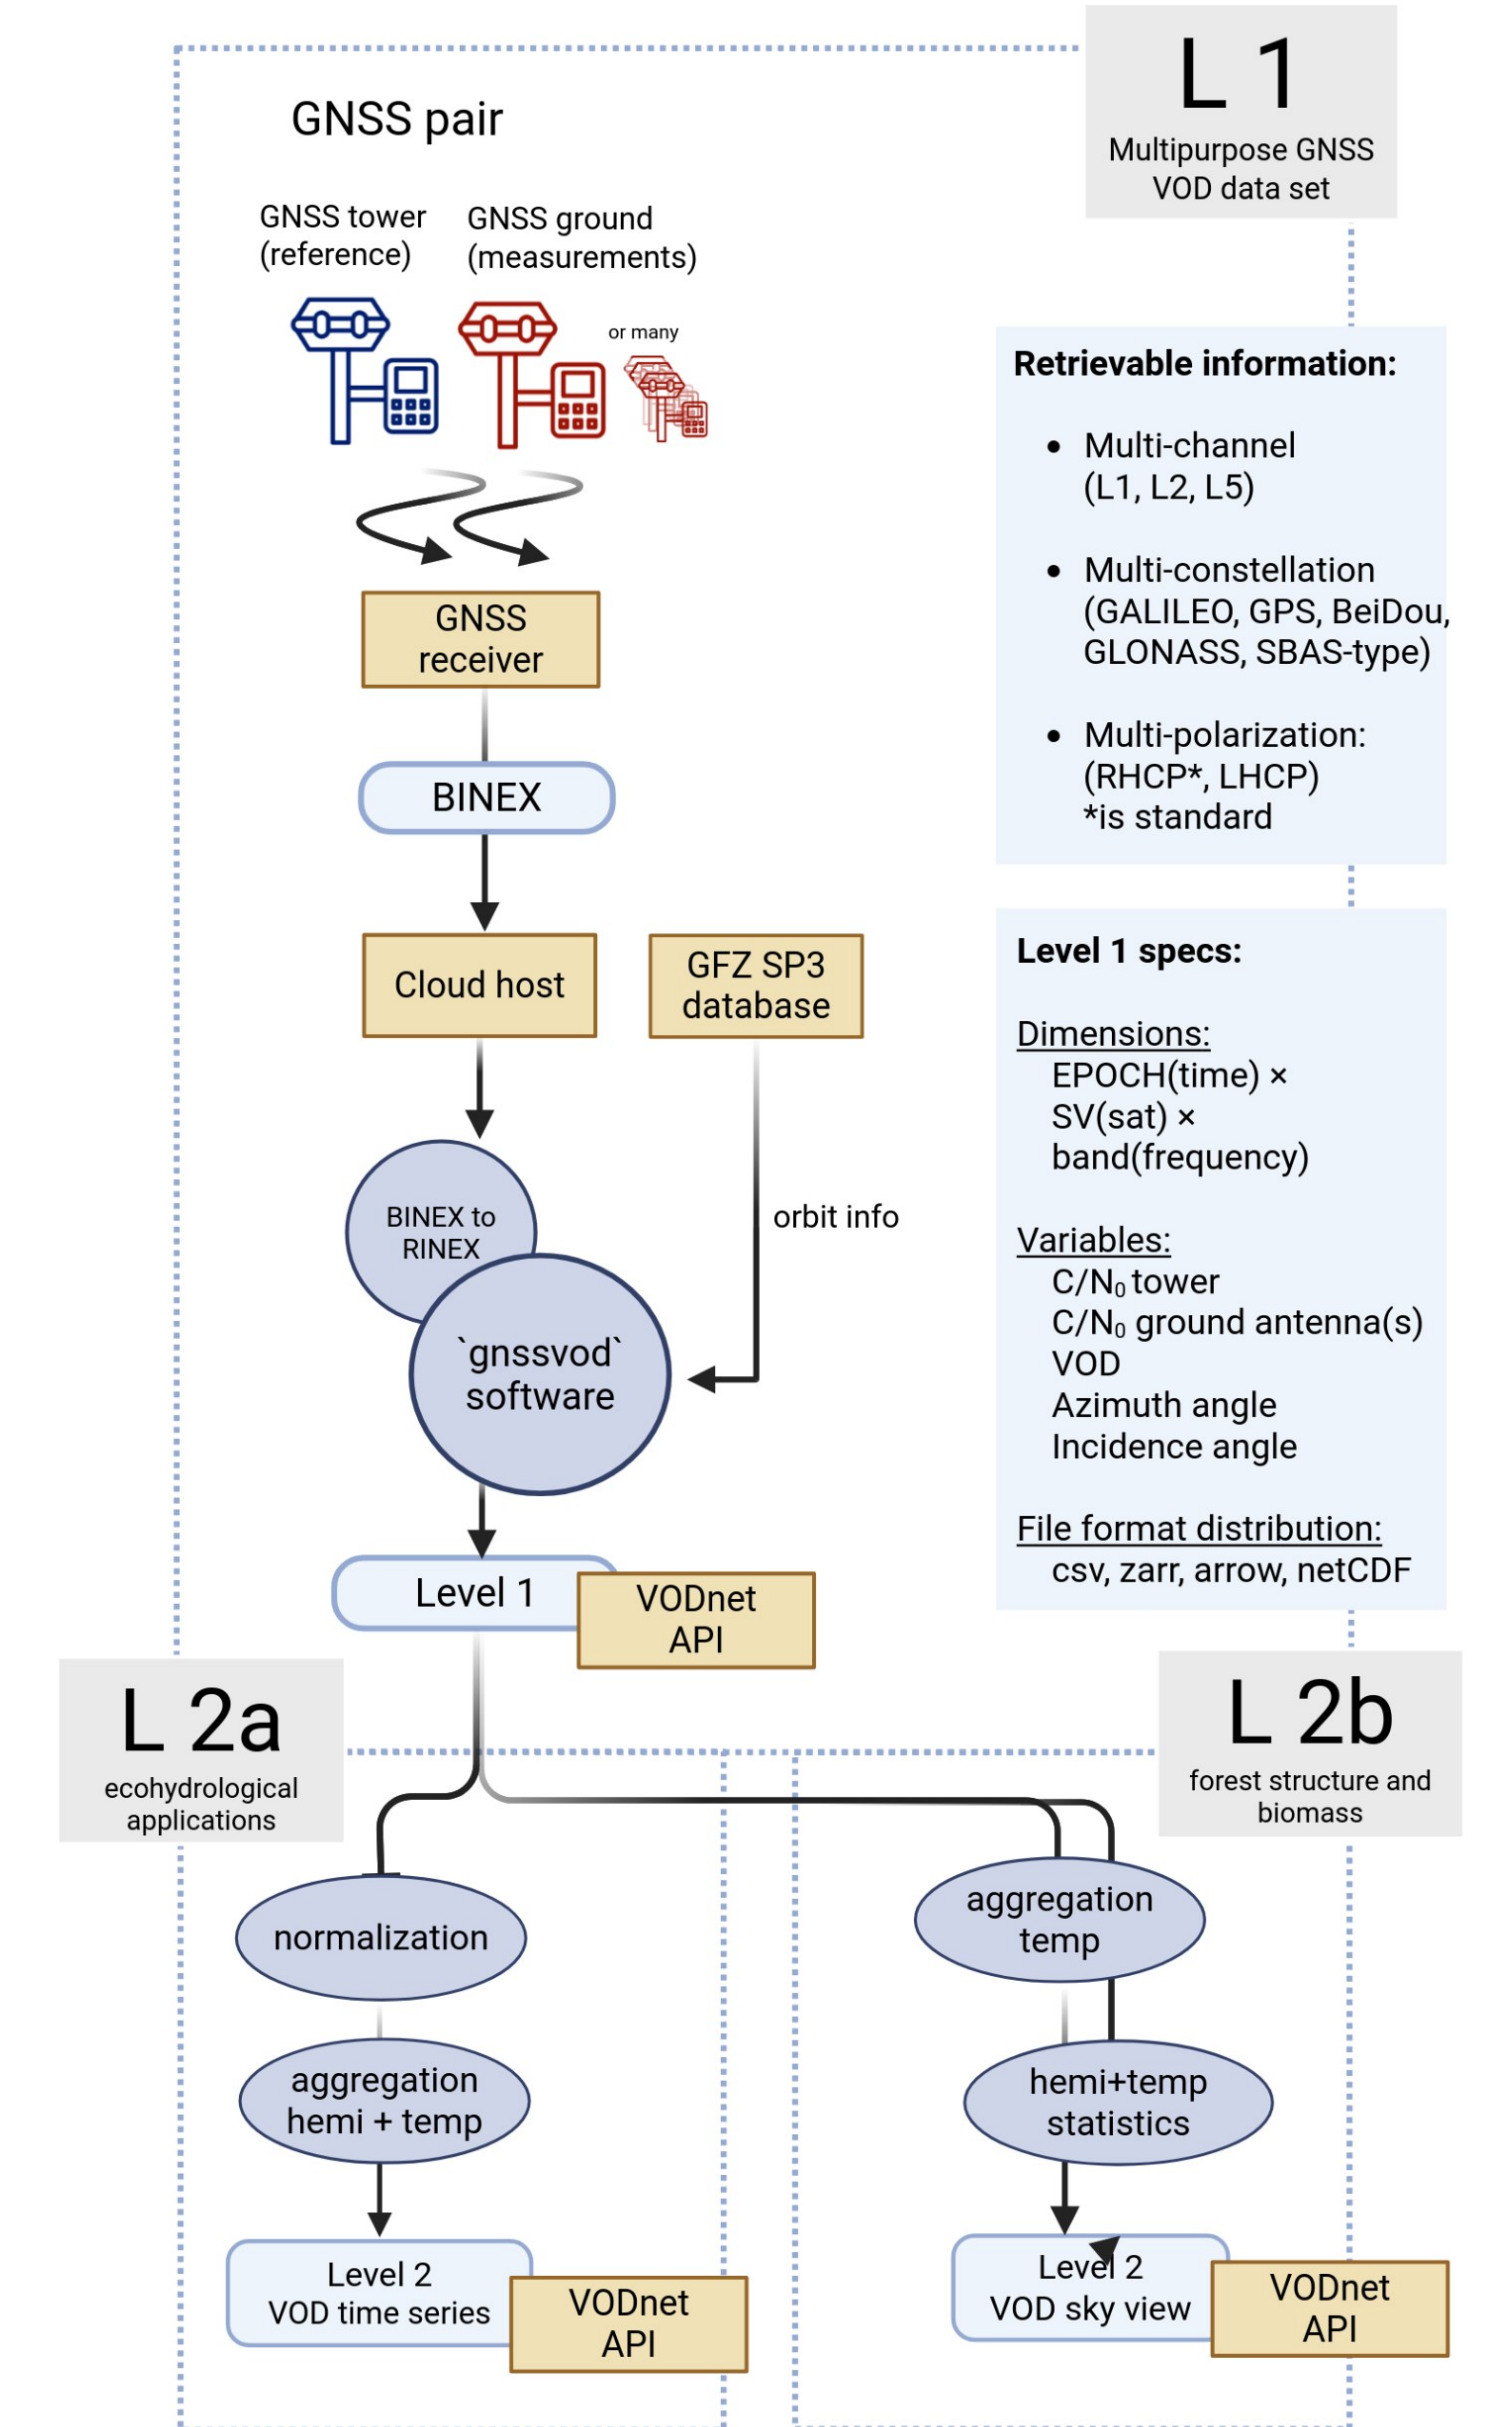 L 1
Multipurpose GNSS
VOD data set
GNSS pair
GNSS tower
(reference)
GNSS ground
(measurements)
or many
GNSS
receiver
BINEX
Cloud host
GFZ SP3
database
BINEX to
RINEX
orbit info
`gnssvod`
software
Level 1
VODnet
API
Retrievable information:
• Multi-channel
(L1, L2, L5)
• Multi-constellation
(GALILEO, GPS, BeiDou,
GLONASS, SBAS-type)
• Multi-polarization:
(RHCP*, LHCP)
*is standard
Level 1 specs:
Dimensions:
EPOCH(time) ×
SV(sat) ×
band(frequency)
Variables:
C/N₀ tower
C/N₀ ground antenna(s)
VOD
Azimuth angle
Incidence angle
File format distribution:
csv, zarr, arrow, netCDF
L 2a
ecohydrological
applications
normalization
aggregation
hemi + temp
Level 2
VOD time series
VODnet
API
L 2b
forest structure and
biomass
aggregation
temp
hemi+temp
statistics
Level 2
VOD sky view
VODnet
API